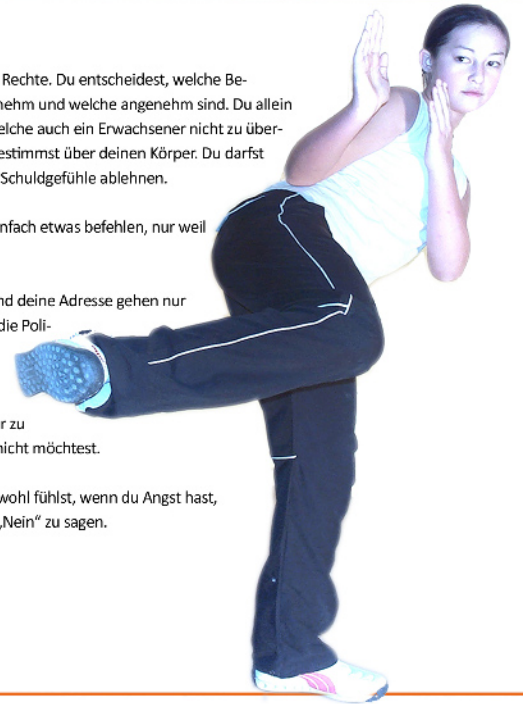 Rechte. Du entscheidest, welche Be-
nehm und welche angenehm sind. Du allein
elche auch ein Erwachsener nicht zu über-
estimmst über deinen Körper. Du darfst
Schuldgefühle ablehnen.
nfach etwas befehlen, nur weil
nd deine Adresse gehen nur
die Poli-
r zu
nicht möchtest.
wohl fühlst, wenn du Angst hast,
„Nein“ zu sagen.